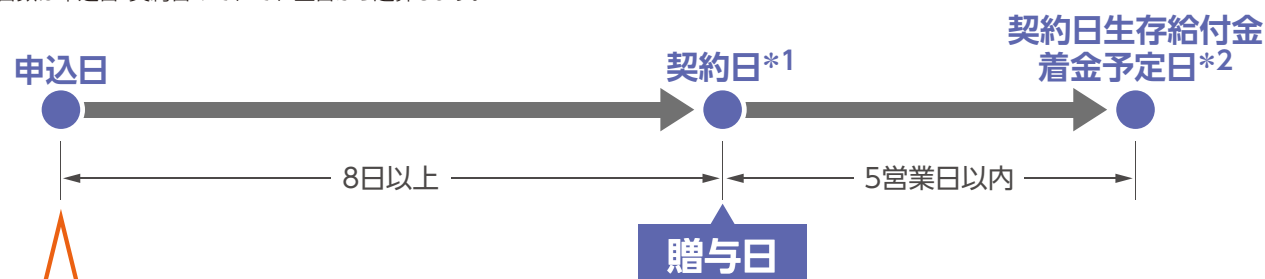 申込日
契約日*1
契約日生存給付金
着金予定日*2
8日以上
5営業日以内
贈与日